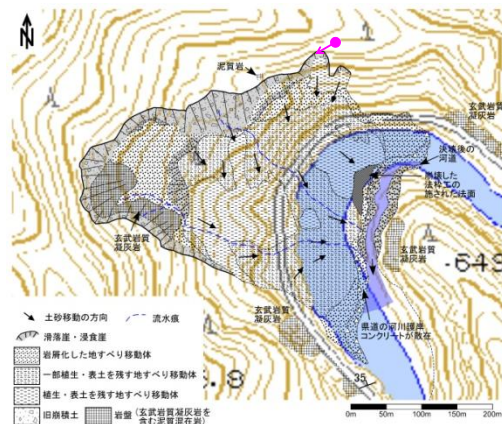 N
泥質岩
玄武岩質
凝灰岩
決壊後の
河道
崩壊した
法枠工の
施された法面
玄武岩質
凝灰岩
玄武岩質
凝灰岩
玄武岩質
凝灰岩
県道の河川護岸
コンクリートが散在
35
土砂移動の方向
流水痕
滑落崖・浸食崖
岩屑化した地すべり移動体
一部植生・表土を残す地すべり移動体
植生・表土を残す地すべり移動体
旧崩積土
岩盤（玄武岩質凝灰岩を
含む泥質混在岩）
0m 50m 100m 150m 200m